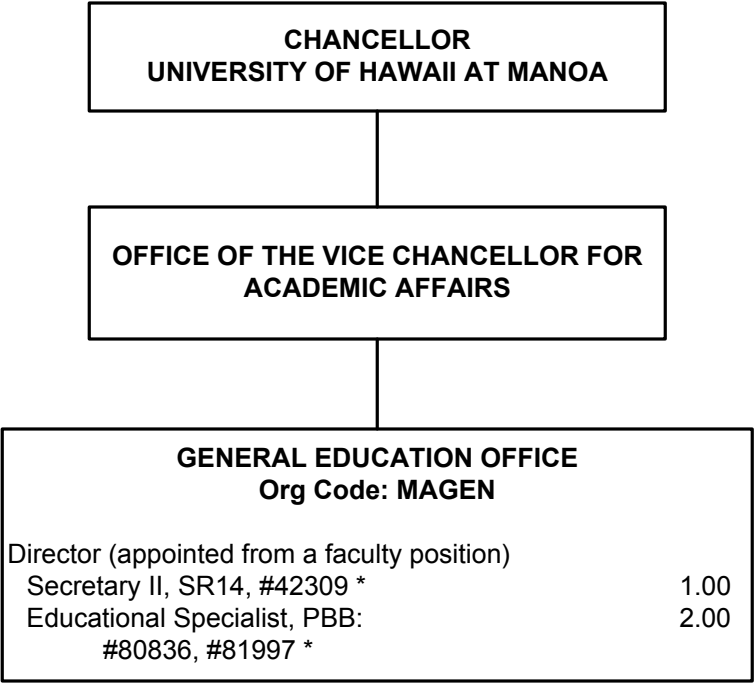 CHANCELLOR
UNIVERSITY OF HAWAII AT MANOA
OFFICE OF THE VICE CHANCELLOR FOR
ACADEMIC AFFAIRS
GENERAL EDUCATION OFFICE
Org Code: MAGEN
Director (appointed from a faculty position)
Secretary II, SR14, #42309 * 1.00
Educational Specialist, PBB: 2.00
#80836, #81997 *